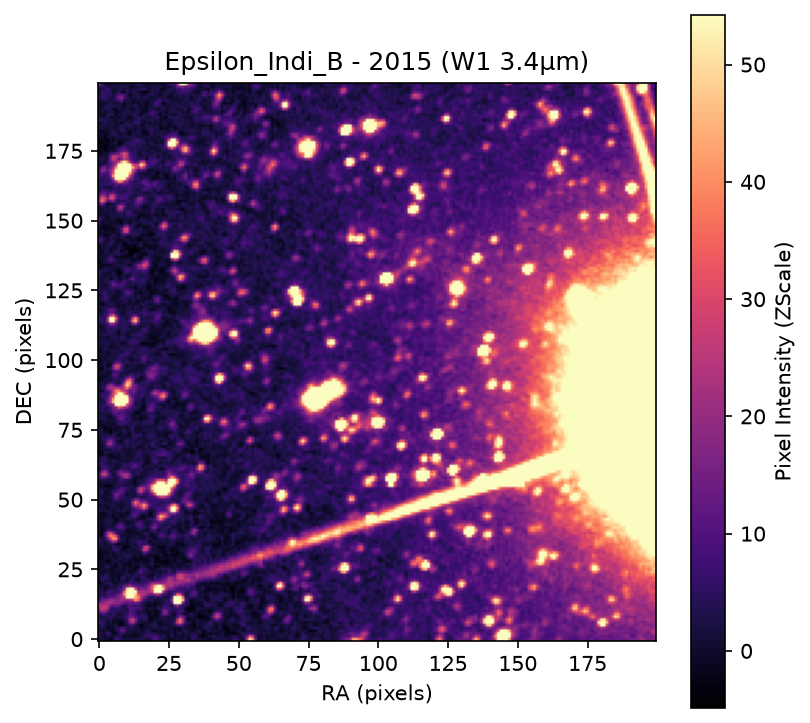 Epsilon_Indi_B - 2015 (W1 3.4μm)
DEC (pixels)
175
150
125
100
75
50
25
0
0 25 50 75 100 125 150 175
RA (pixels)
50
40
30
20
10
0
Pixel Intensity (ZScale)